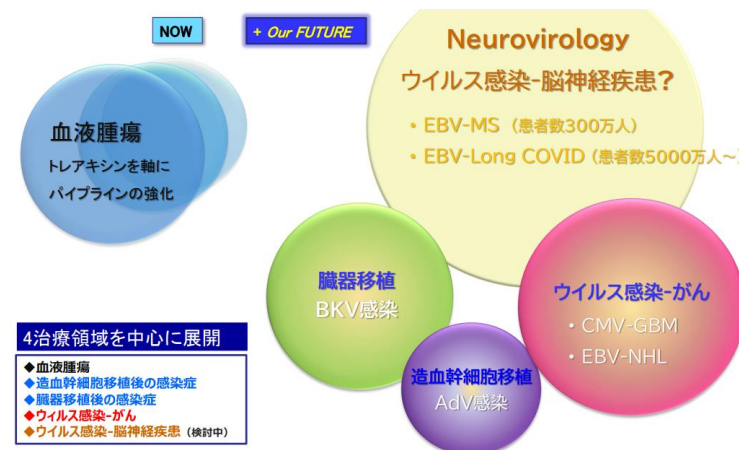 NOW
+ Our FUTURE
血液腫瘍
トレアキシンを軸に
パイプラインの強化
Neurovirology
ウイルス感染-脳神経疾患?
・EBV-MS (患者数300万人)
・EBV-Long COVID (患者数5000万人~)
臓器移植
BKV感染
ウイルス感染-がん
・CMV-GBM
・EBV-NHL
造血幹細胞移植
AdV感染
4治療領域を中心に展開
◆血液腫瘍
◆造血幹細胞移植後の感染症
◆臓器移植後の感染症
◆ウィルス感染-がん
◆ウイルス感染-脳神経疾患 (検討中)